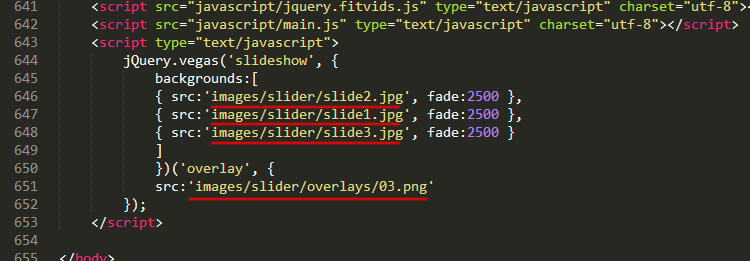 641 <script src="javascript/jquery.fitvids.js" type="text/javascript" charset="utf-8">
642 <script src="javascript/main.js" type="text/javascript" charset="utf-8"></script>
643 <script type="text/javascript">
644 jQuery.vegas('slideshow', {
645 backgrounds:[
646 { src:'images/slider/slide2.jpg', fade:2500 },
647 { src:'images/slider/slide1.jpg', fade:2500 },
648 { src:'images/slider/slide3.jpg', fade:2500 }
649 ]
650 })('overlay', {
651 src:'images/slider/overlays/03.png'
652 });
653 </script>
654
655 </body>